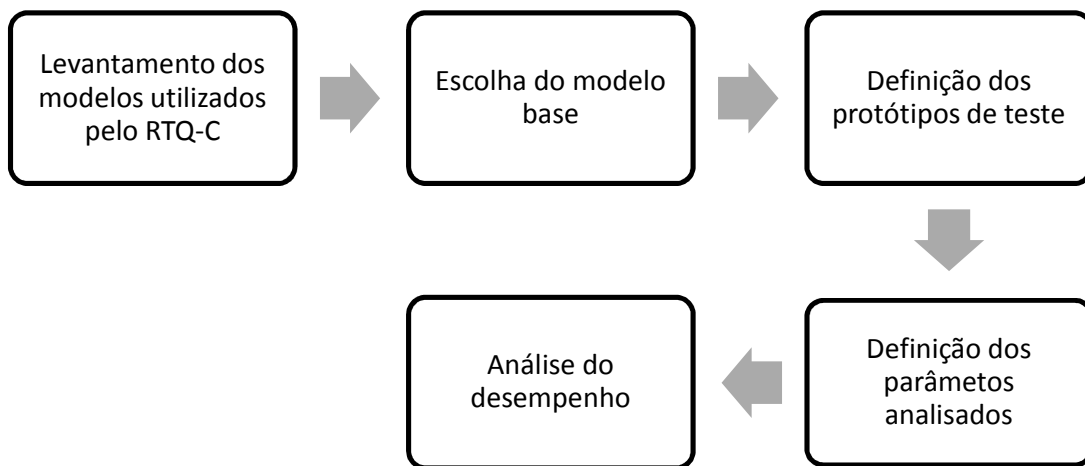 Levantamento dos
modelos utilizados
pelo RTQ-C
Escolha do modelo
base
Definição dos
protótipos de teste
Definição dos
parâmetos
analisados
Análise do
desempenho